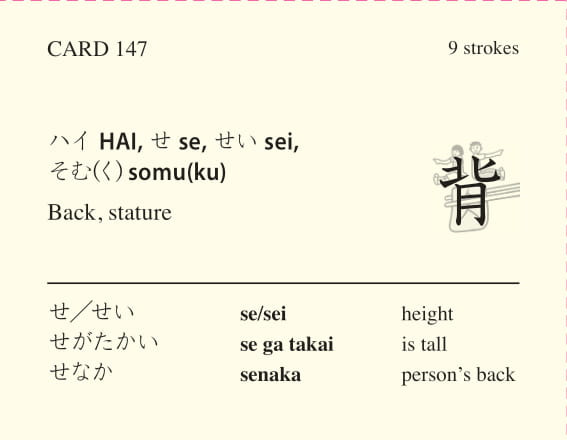 CARD 147
9 strokes
ハイ HAI, せ se, せい sei,
そむ(く) somu(ku)
Back, stature
背
せ／せい se/sei height
せがたかい se ga takai is tall
せなか senaka person's back